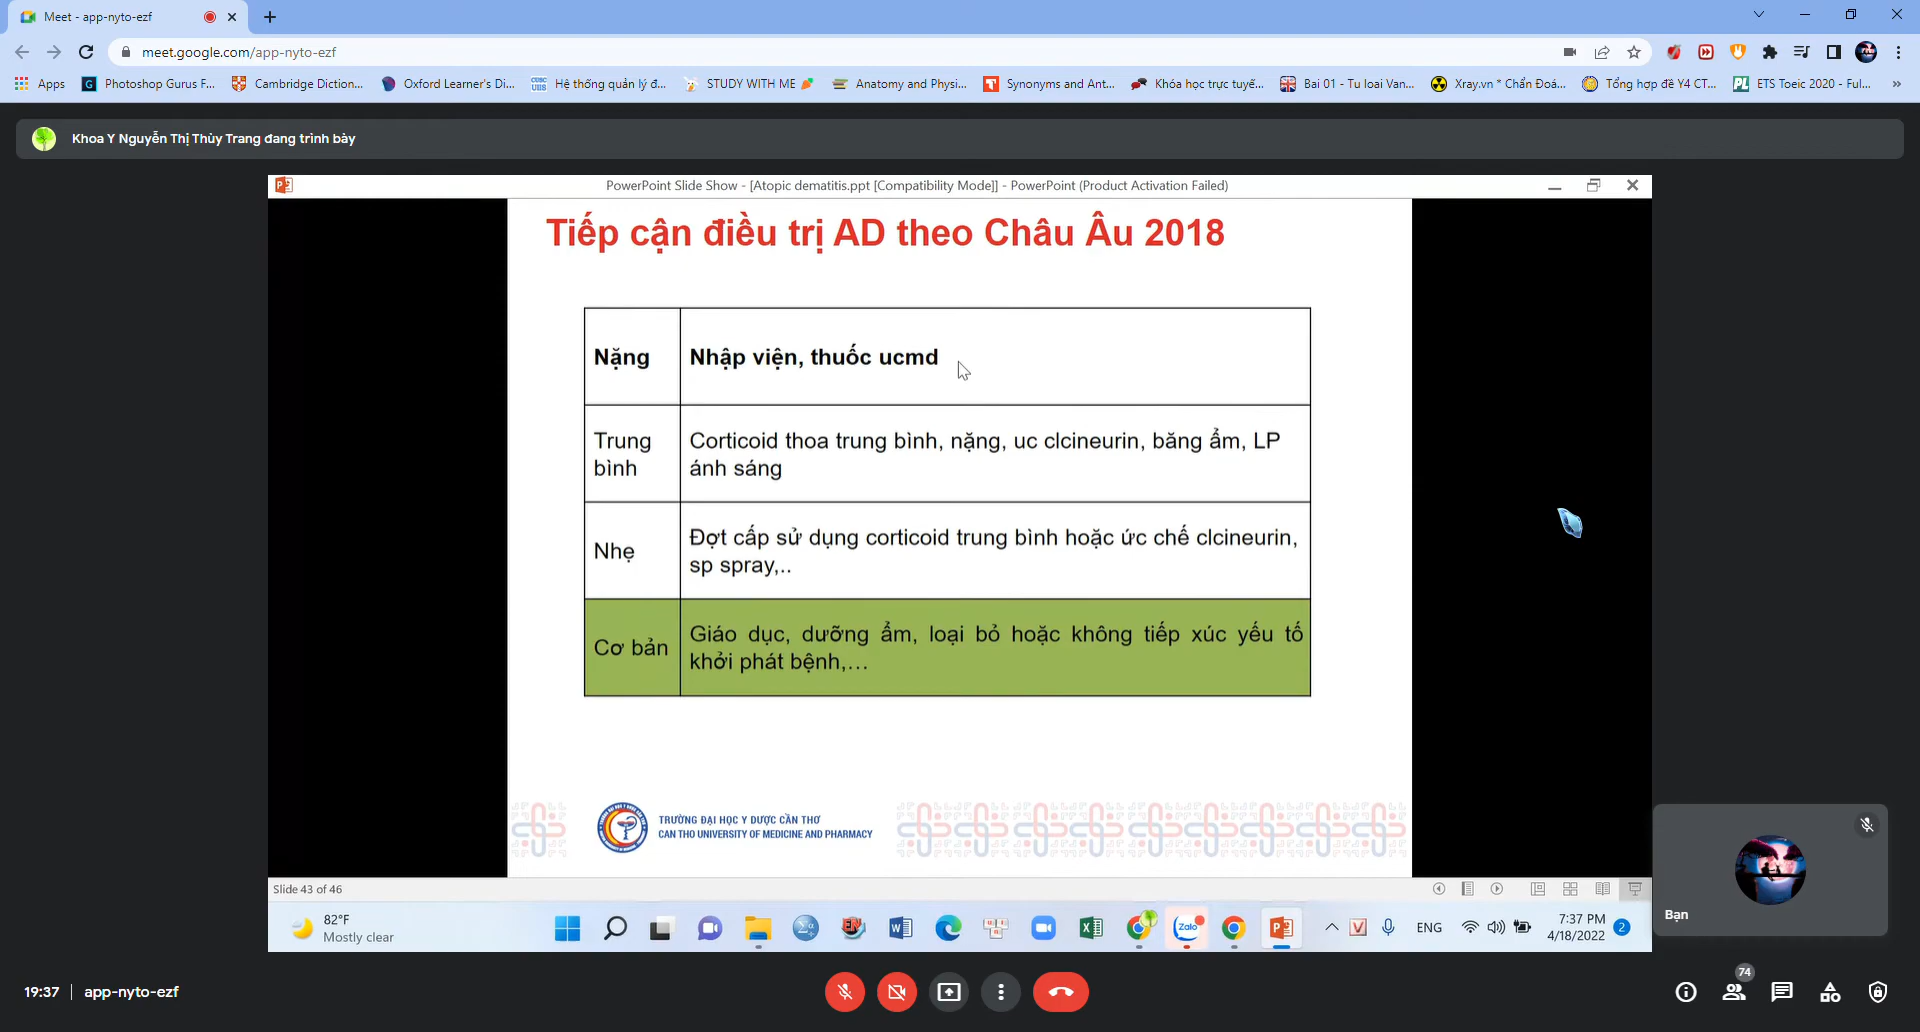 Meet - app-nyto-ezf
meet.google.com/app-nyto-ezf
Apps
Photoshop Gurus F...
Cambridge Diction...
Oxford Learner's Di...
Hệ thống quản lý đ...
STUDY WITH ME
Anatomy and Physi...
Synonyms and Ant...
Khóa học trực tuyế...
Bai 01 - Tu loai Van...
Xray.vn * Chẩn Đoá...
Tổng hợp đề Y4 CT...
ETS Toeic 2020 - Ful...
»
Khoa Y Nguyễn Thị Thùy Trang đang trình bày
PowerPoint Slide Show - [Atopic dematitis.ppt [Compatibility Mode]] - PowerPoint (Product Activation Failed)
Tiếp cận điều trị AD theo Châu Âu 2018
Nặng
Nhập viện, thuốc ucmd
Trung bình
Corticoid thoa trung bình, nặng, uc clcineurin, băng ẩm, LP
ánh sáng
Nhẹ
Đợt cấp sử dụng corticoid trung bình hoặc ức chế clcineurin,
sp spray,..
Cơ bản
Giáo dục, dưỡng ẩm, loại bỏ hoặc không tiếp xúc yếu tố
khởi phát bệnh,...
TRƯỜNG ĐẠI HỌC Y DƯỢC CẦN THƠ
CAN THO UNIVERSITY OF MEDICINE AND PHARMACY
Bạn
Slide 43 of 46
82°F
Mostly clear
Zalo
ENG
7:37 PM
4/18/2022
2
19:37
app-nyto-ezf
74